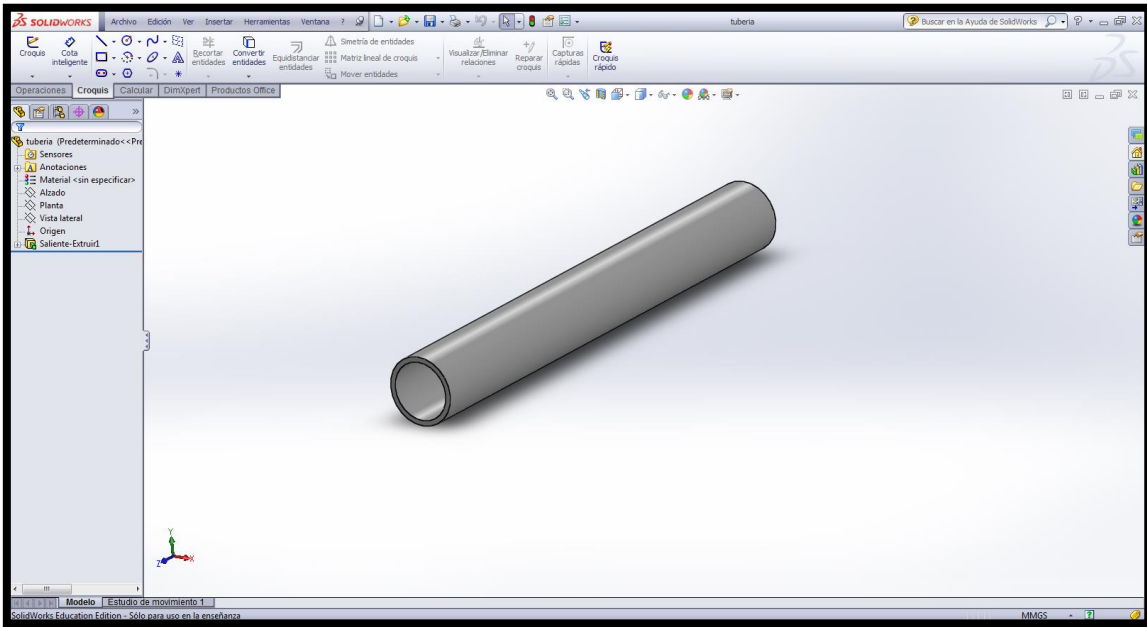 SOLIDWORKS Archivo Edición Ver Insertar Herramientas Ventana ? tuberia Buscar en la Ayuda de SolidWorks ?
Croquis Cota inteligente Recortar entidades Convertir entidades Equidistanciar entidades Simetría de entidades
Matriz lineal de croquis
Mover entidades
Visualizar/Eliminar relaciones Reparar croquis Capturas rápidas Croquis rápido
Operaciones Croquis Calcular DimXpert Productos Office
tuberia (Predeterminado<<Pre
Sensores
Anotaciones
Material <sin especificar>
Alzado
Planta
Vista lateral
Origen
Saliente-Extruir1
Y
Z X
Modelo Estudio de movimiento 1
SolidWorks Education Edition - Sólo para uso en la enseñanza MMGS ?